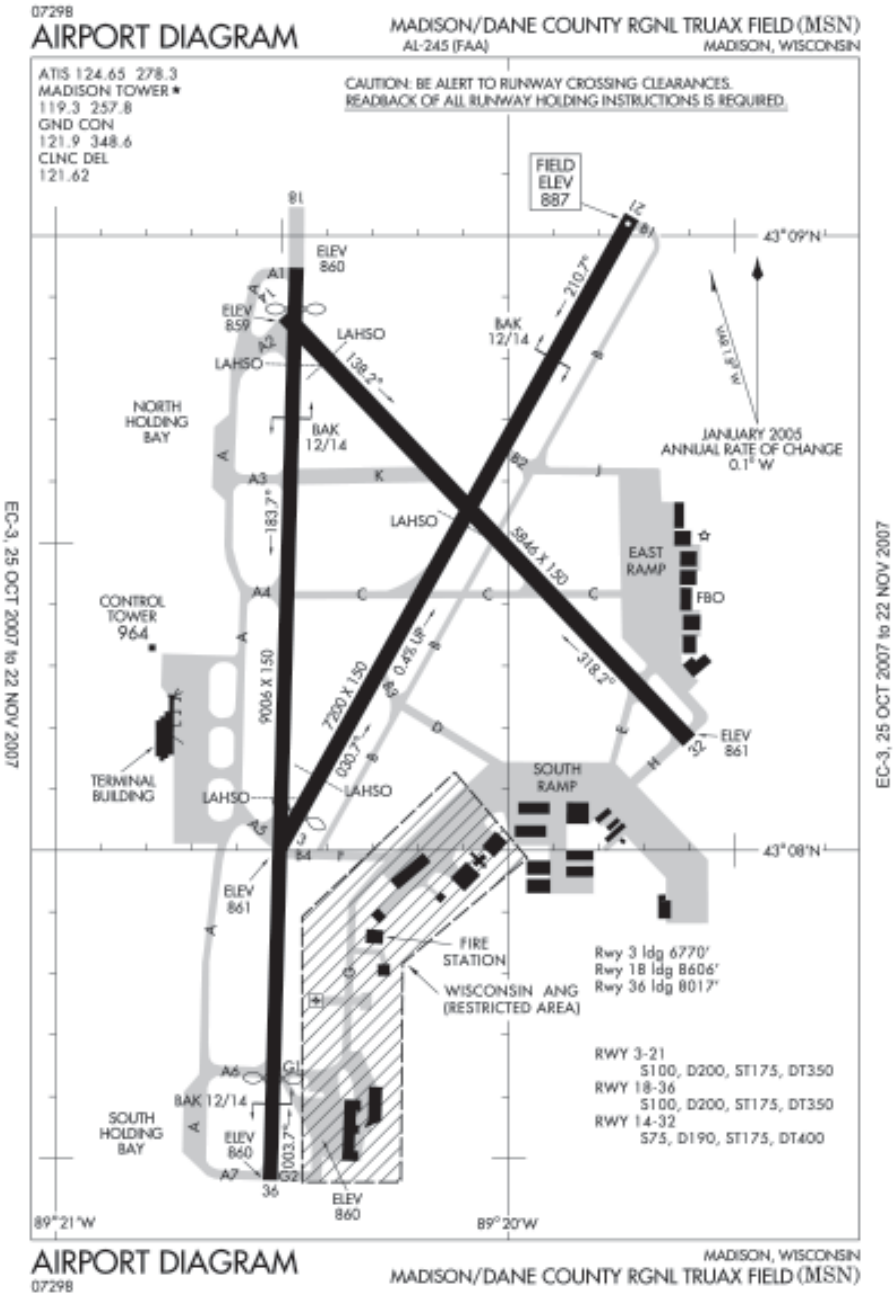 07298
AIRPORT DIAGRAM
MADISON/DANE COUNTY RGNL TRUAX FIELD (MSN)
AL-245 (FAA)
MADISON, WISCONSIN
ATIS 124.65 278.3
MADISON TOWER★
119.3 257.8
GND CON
121.9 348.6
CLNC DEL
121.62
CAUTION: BE ALERT TO RUNWAY CROSSING CLEARANCES.
READBACK OF ALL RUNWAY HOLDING INSTRUCTIONS IS REQUIRED.
FIELD
ELEV
887
18
21
B1
43°09'N
ELEV
860
A1
A
14
ELEV
859
A2
LAHSO
LAHSO
138.2°
210.7°
BAK
12/14
B
VAR 1.8° W
JANUARY 2005
ANNUAL RATE OF CHANGE
0.1° W
NORTH
HOLDING
BAY
BAK
12/14
A
A3
K
B2
J
183.7°
LAHSO
5846 X 150
EAST
RAMP
FBO
A4
C
C
C
CONTROL
TOWER
964
A
9006 X 150
7200 X 150
0.4% UP
B
318.2°
B3
D
E
H
32
ELEV
861
030.7°
B
TERMINAL
BUILDING
LAHSO
LAHSO
SOUTH
RAMP
A5
3
B4
F
43°08'N
ELEV
861
A
FIRE
STATION
G
WISCONSIN ANG
(RESTRICTED AREA)
Rwy 3 ldg 6770'
Rwy 18 ldg 8606'
Rwy 36 ldg 8017'
RWY 3-21
S100, D200, ST175, DT350
RWY 18-36
S100, D200, ST175, DT350
RWY 14-32
S75, D190, ST175, DT400
A6
G1
BAK 12/14
SOUTH
HOLDING
BAY
A
ELEV
860
003.7°
A7
G2
36
ELEV
860
89°21'W
89°20'W
AIRPORT DIAGRAM
07298
MADISON, WISCONSIN
MADISON/DANE COUNTY RGNL TRUAX FIELD (MSN)
EC-3, 25 OCT 2007 to 22 NOV 2007
EC-3, 25 OCT 2007 to 22 NOV 2007